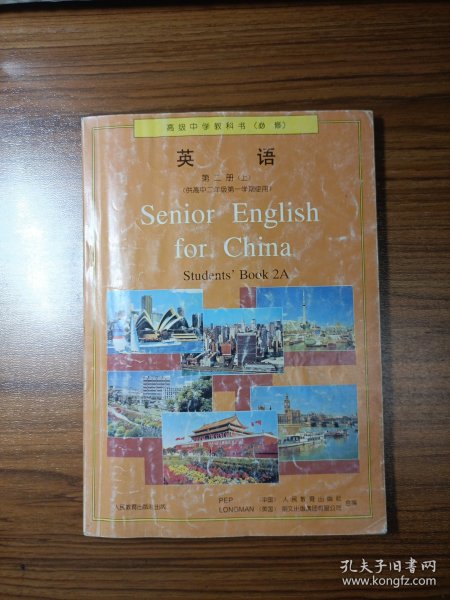 高级中学教科书（必修）
英 语
第二册（上）
（供高中二年级第一学期使用）
Senior English
for China
Students' Book 2A
人民教育出版社出版
PEP （中国）人民教育出版社
LONGMAN （英国）朗文出版集团有限公司 合编
孔夫子旧书网
www.kongfz.com